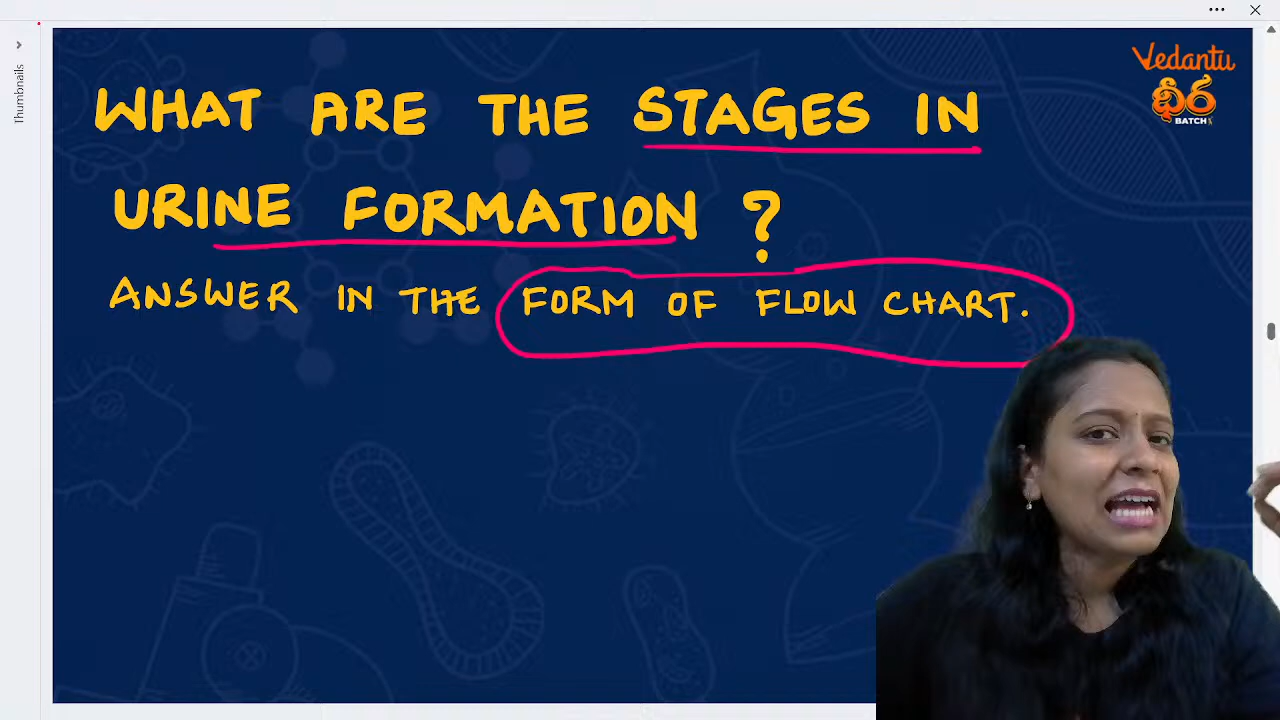 Thumbnails
Vedantu
ధీర
BATCH
WHAT ARE THE STAGES IN
URINE FORMATION ?
ANSWER IN THE FORM OF FLOW CHART.